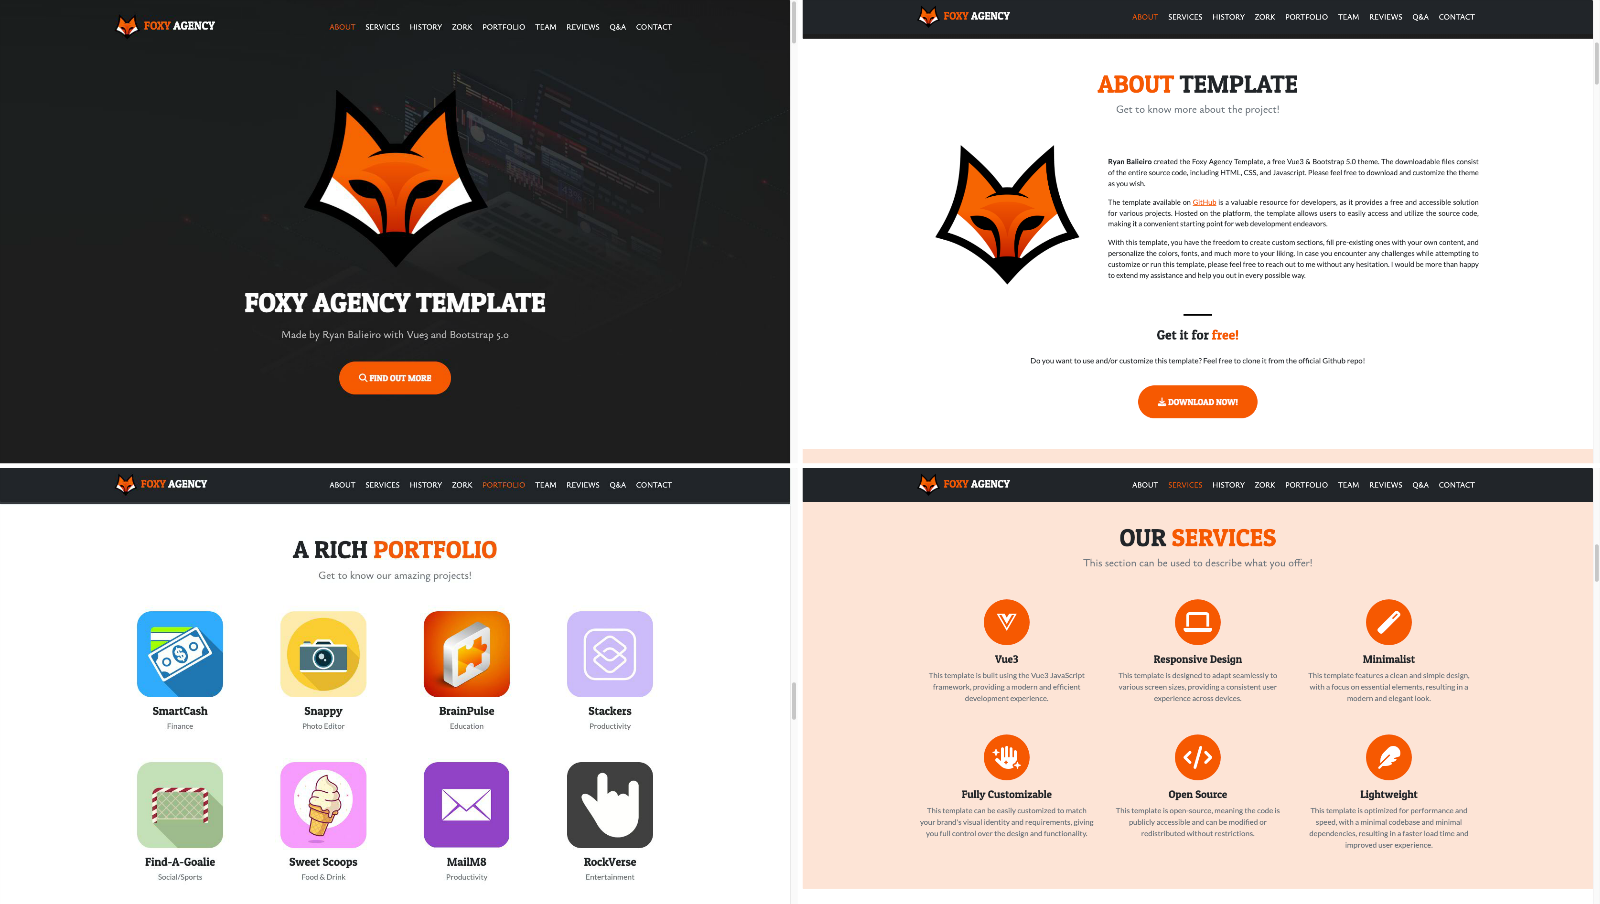 FOXY AGENCY
ABOUT SERVICES HISTORY ZORK PORTFOLIO TEAM REVIEWS Q&A CONTACT
FOXY AGENCY TEMPLATE
Made by Ryan Balieiro with Vue3 and Bootstrap 5.0
FIND OUT MORE
FOXY AGENCY
ABOUT SERVICES HISTORY ZORK PORTFOLIO TEAM REVIEWS Q&A CONTACT
ABOUT TEMPLATE
Get to know more about the project!
Ryan Balieiro created the Foxy Agency Template, a free Vue3 & Bootstrap 5.0 theme. The downloadable files consist
of the entire source code, including HTML, CSS, and Javascript. Please feel free to download and customize the theme
as you wish.
The template available on GitHub is a valuable resource for developers, as it provides a free and accessible solution
for various projects. Hosted on the platform, the template allows users to easily access and utilize the source code,
making it a convenient starting point for web development endeavors.
With this template, you have the freedom to create custom sections, fill pre-existing ones with your own content, and
personalize the colors, fonts, and much more to your liking. In case you encounter any challenges while attempting to
customize or run this template, please feel free to reach out to me without any hesitation. I would be more than happy
to extend my assistance and help you out in every possible way.
Get it for free!
Do you want to use and/or customize this template? Feel free to clone it from the official Github repo!
DOWNLOAD NOW!
FOXY AGENCY
ABOUT SERVICES HISTORY ZORK PORTFOLIO TEAM REVIEWS Q&A CONTACT
A RICH PORTFOLIO
Get to know our amazing projects!
SmartCash
Finance
Snappy
Photo Editor
BrainPulse
Education
Stackers
Productivity
Find-A-Goalie
Social/Sports
Sweet Scoops
Food & Drink
MailM8
Productivity
RockVerse
Entertainment
FOXY AGENCY
ABOUT SERVICES HISTORY ZORK PORTFOLIO TEAM REVIEWS Q&A CONTACT
OUR SERVICES
This section can be used to describe what you offer!
Vue3
This template is built using the Vue3 JavaScript
framework, providing a modern and efficient
development experience.
Responsive Design
This template is designed to adapt seamlessly to
various screen sizes, providing a consistent user
experience across devices.
Minimalist
This template features a clean and simple design,
with a focus on essential elements, resulting in a
modern and elegant look.
Fully Customizable
This template can be easily customized to match
your brand's visual identity and requirements, giving
you full control over the design and functionality.
Open Source
This template is open-source, meaning the code is
publicly accessible and can be modified or
redistributed without restrictions.
Lightweight
This template is optimized for performance and
speed, with a minimal codebase and minimal
dependencies, resulting in a faster load time and
improved user experience.